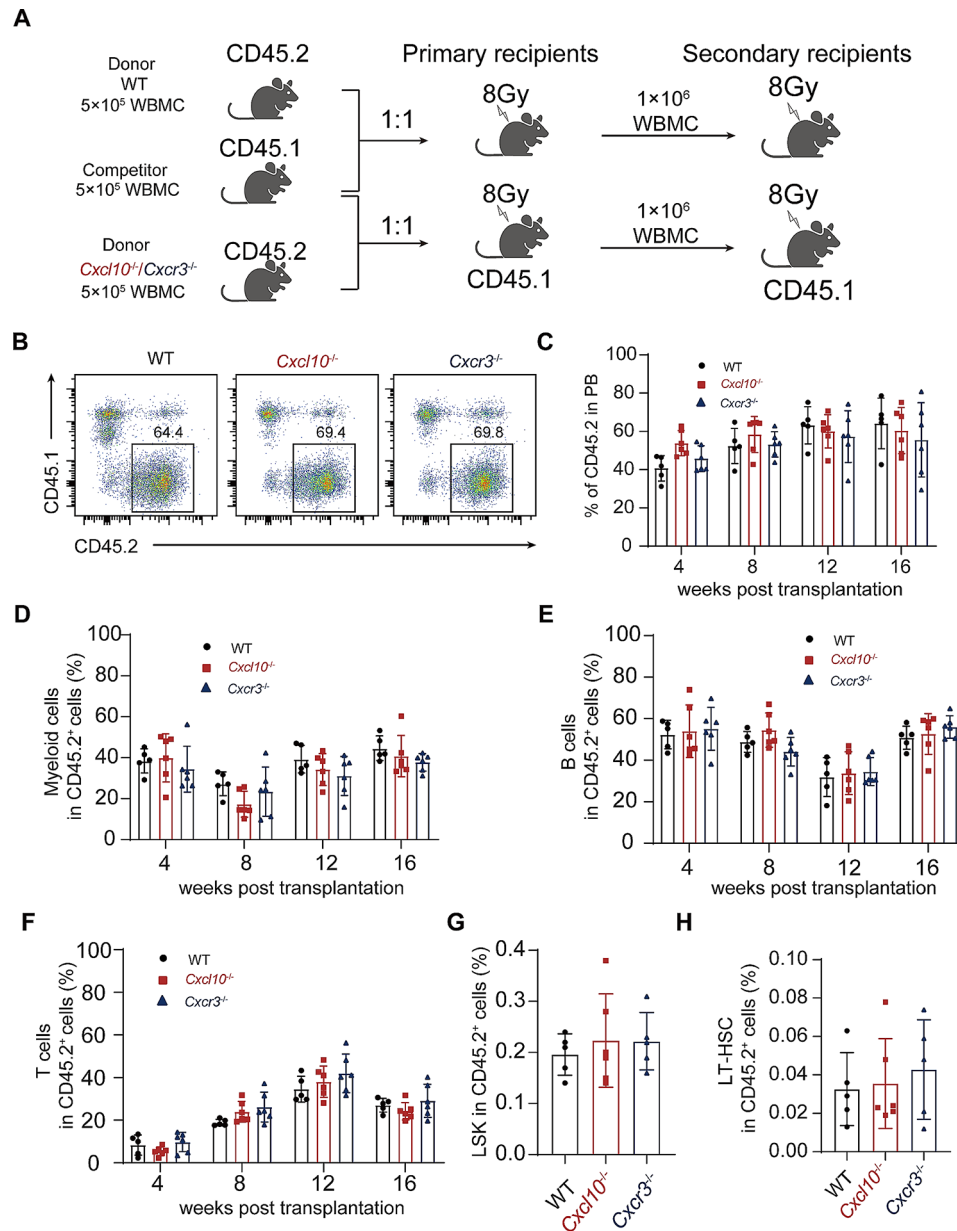 A
Donor
WT
5×10⁵ WBMC
CD45.2
Primary recipients
Secondary recipients
8Gy
1×10⁶
WBMC
8Gy
1:1
CD45.1
Competitor
5×10⁵ WBMC
1:1
8Gy
1×10⁶
WBMC
8Gy
Donor
Cxcl10⁻/⁻/Cxcr3⁻/⁻
5×10⁵ WBMC
CD45.2
CD45.1
CD45.1
B
WT
Cxcl10⁻/⁻
Cxcr3⁻/⁻
64.4
69.4
69.8
CD45.1
CD45.2
C
% of CD45.2 in PB
100
80
60
40
20
0
WT
Cxcl10⁻/⁻
Cxcr3⁻/⁻
4 8 12 16
weeks post transplantation
D
Myeloid cells
in CD45.2⁺ cells (%)
100
80
60
40
20
0
WT
Cxcl10⁻/⁻
Cxcr3⁻/⁻
4 8 12 16
weeks post transplantation
E
B cells
in CD45.2⁺ cells (%)
100
80
60
40
20
0
WT
Cxcl10⁻/⁻
Cxcr3⁻/⁻
4 8 12 16
weeks post transplantation
F
T cells
in CD45.2⁺ cells (%)
100
80
60
40
20
0
WT
Cxcl10⁻/⁻
Cxcr3⁻/⁻
4 8 12 16
weeks post transplantation
G
LSK in CD45.2⁺ cells (%)
0.4
0.3
0.2
0.1
0.0
WT
Cxcl10⁻/⁻
Cxcr3⁻/⁻
H
LT-HSC
in CD45.2⁺ cells (%)
0.10
0.08
0.06
0.04
0.02
0.00
WT
Cxcl10⁻/⁻
Cxcr3⁻/⁻